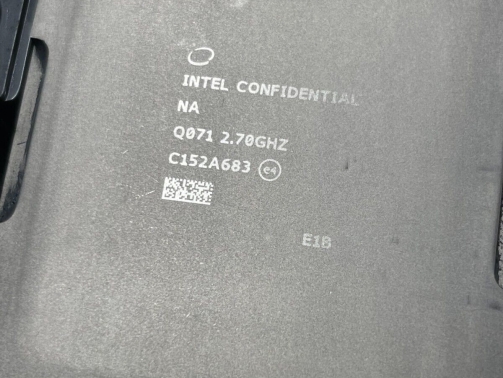 INTEL CONFIDENTIAL
NA
Q071 2.70GHZ
C152A683 e4
E1B